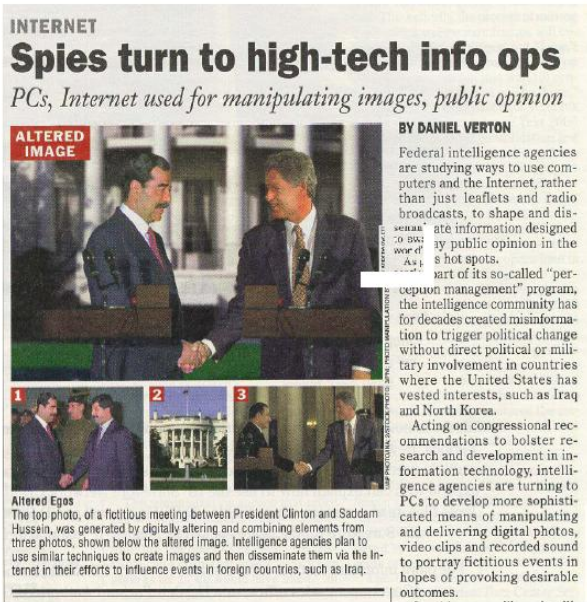 INTERNET
Spies turn to high-tech info ops
PCs, Internet used for manipulating images, public opinion
ALTERED
IMAGE
1
2
3
Altered Egos
The top photo, of a fictitious meeting between President Clinton and Saddam
Hussein, was generated by digitally altering and combining elements from
three photos, shown below the altered image. Intelligence agencies plan to
use similar techniques to create images and then disseminate them via the In-
ternet in their efforts to influence events in foreign countries, such as Iraq.
BY DANIEL VERTON
Federal intelligence agencies
are studying ways to use com-
puters and the Internet, rather
than just leaflets and radio
broadcasts, to shape and dis-
ate information designed
ay public opinion in the
s hot spots.
part of its so-called "per-
ception management" program,
the intelligence community has
for decades created misinforma-
tion to trigger political change
without direct political or mili-
tary involvement in countries
where the United States has
vested interests, such as Iraq
and North Korea.
Acting on congressional rec-
ommendations to bolster re-
search and development in in-
formation technology, intelli-
gence agencies are turning to
PCs to develop more sophisti-
cated means of manipulating
and delivering digital photos,
video clips and recorded sound
to portray fictitious events in
hopes of provoking desirable
outcomes.